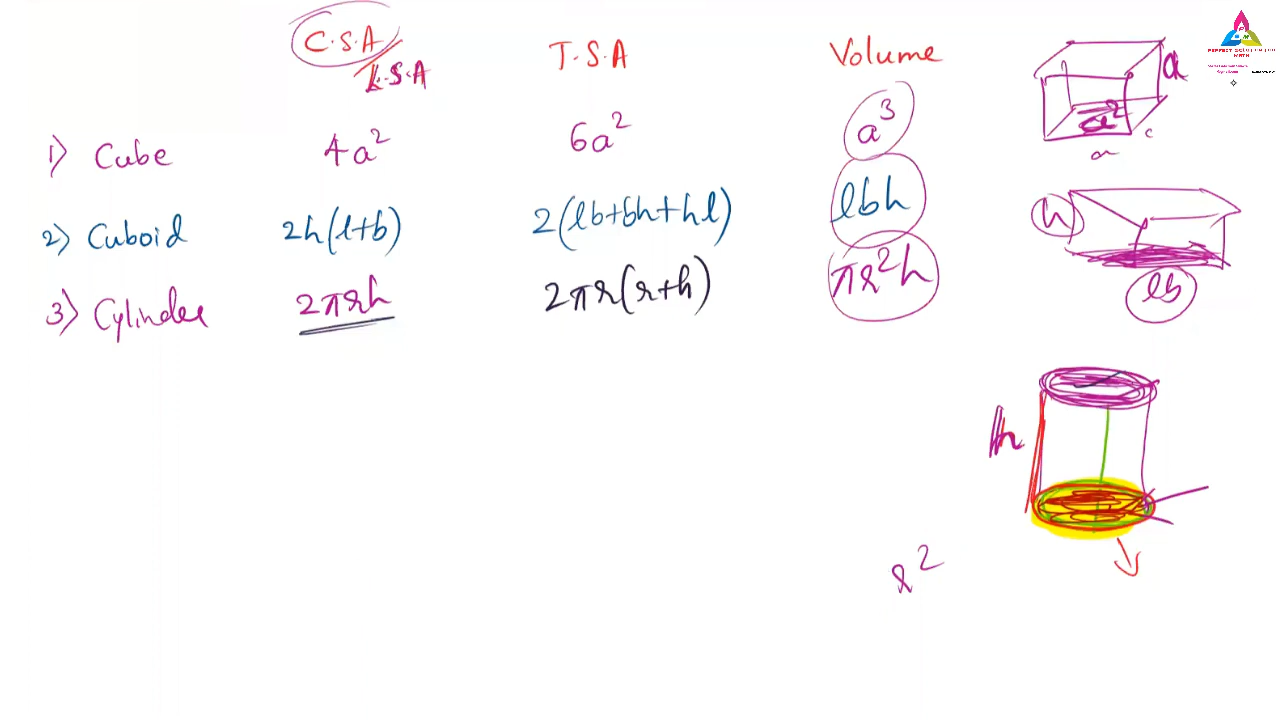 C.S.A T.S.A Volume
L.S.A
1) Cube 4a² 6a² a³
2) Cuboid 2h(l+b) 2(lb+bh+hl) lbh
3) Cylinder 2πrh 2πr(r+h) πr²h
a
a²
a
h
lb
h
r²